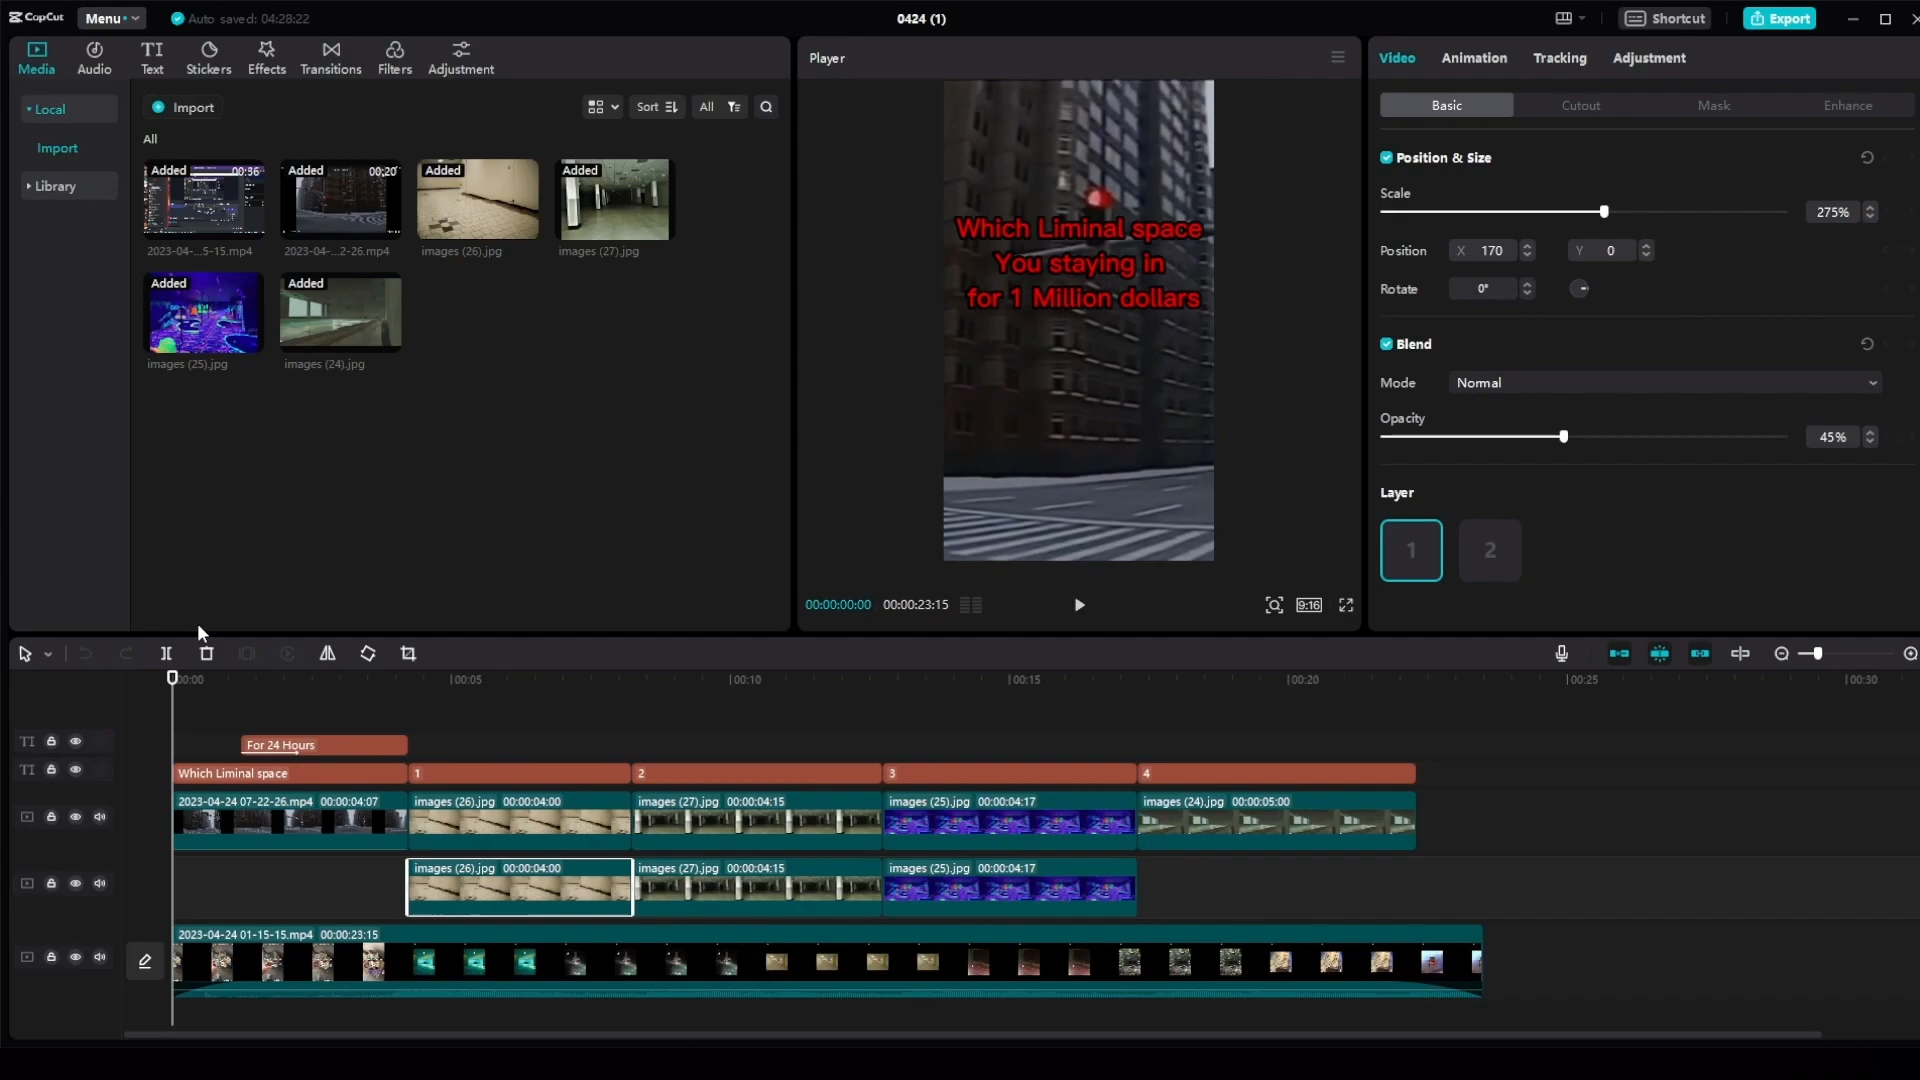 CapCut
Menu
Auto saved: 04:28:22
0424 (1)
Shortcut
Export
Media
Audio
TI
Text
Stickers
Effects
Transitions
Filters
Adjustment
Local
Import
Library
Import
Sort
All
All
Added
00:36
Added
00:20
Added
Added
2023-04-...5-15.mp4
2023-04-...2-26.mp4
images (26).jpg
images (27).jpg
Added
Added
images (25).jpg
images (24).jpg
Player
Which Liminal space
You staying in
for 1 Million dollars
00:00:00:00
00:00:23:15
9:16
Video
Animation
Tracking
Adjustment
Basic
Cutout
Mask
Enhance
Position & Size
Scale
275%
Position
X 170
Y 0
Rotate
0°
Blend
Mode
Normal
Opacity
45%
Layer
1
2
00:00
00:05
00:10
00:15
00:20
00:25
00:30
TI
For 24 Hours
TI
Which Liminal space
1
2
3
4
2023-04-24 07-22-26.mp4 00:00:04:07
images (26).jpg 00:00:04:00
images (27).jpg 00:00:04:15
images (25).jpg 00:00:04:17
images (24).jpg 00:00:05:00
images (26).jpg 00:00:04:00
images (27).jpg 00:00:04:15
images (25).jpg 00:00:04:17
2023-04-24 01-15-15.mp4 00:00:23:15